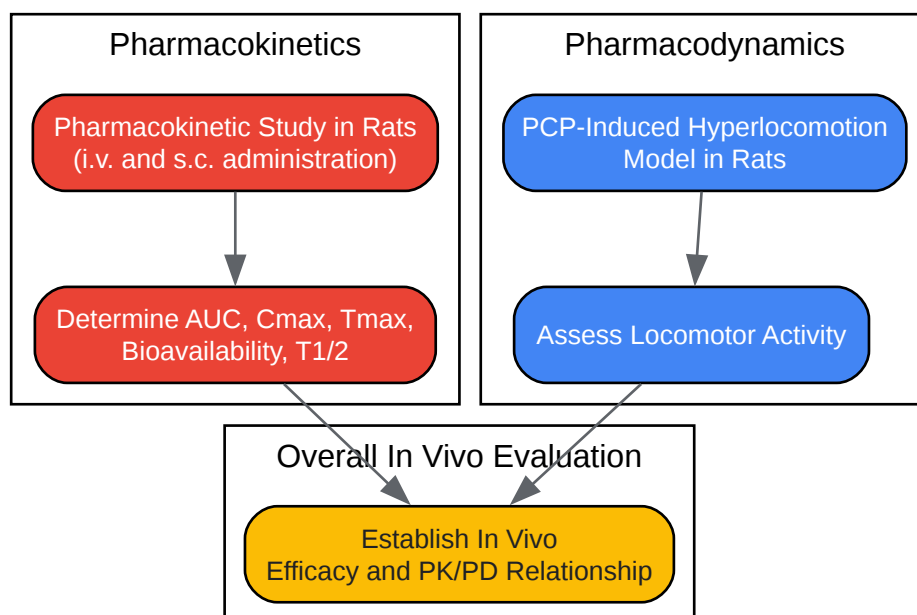 Pharmacokinetics
Pharmacokinetic Study in Rats
(i.v. and s.c. administration)
Determine AUC, Cmax, Tmax,
Bioavailability, T1/2
Pharmacodynamics
PCP-Induced Hyperlocomotion
Model in Rats
Assess Locomotor Activity
Overall In Vivo Evaluation
Establish In Vivo
Efficacy and PK/PD Relationship